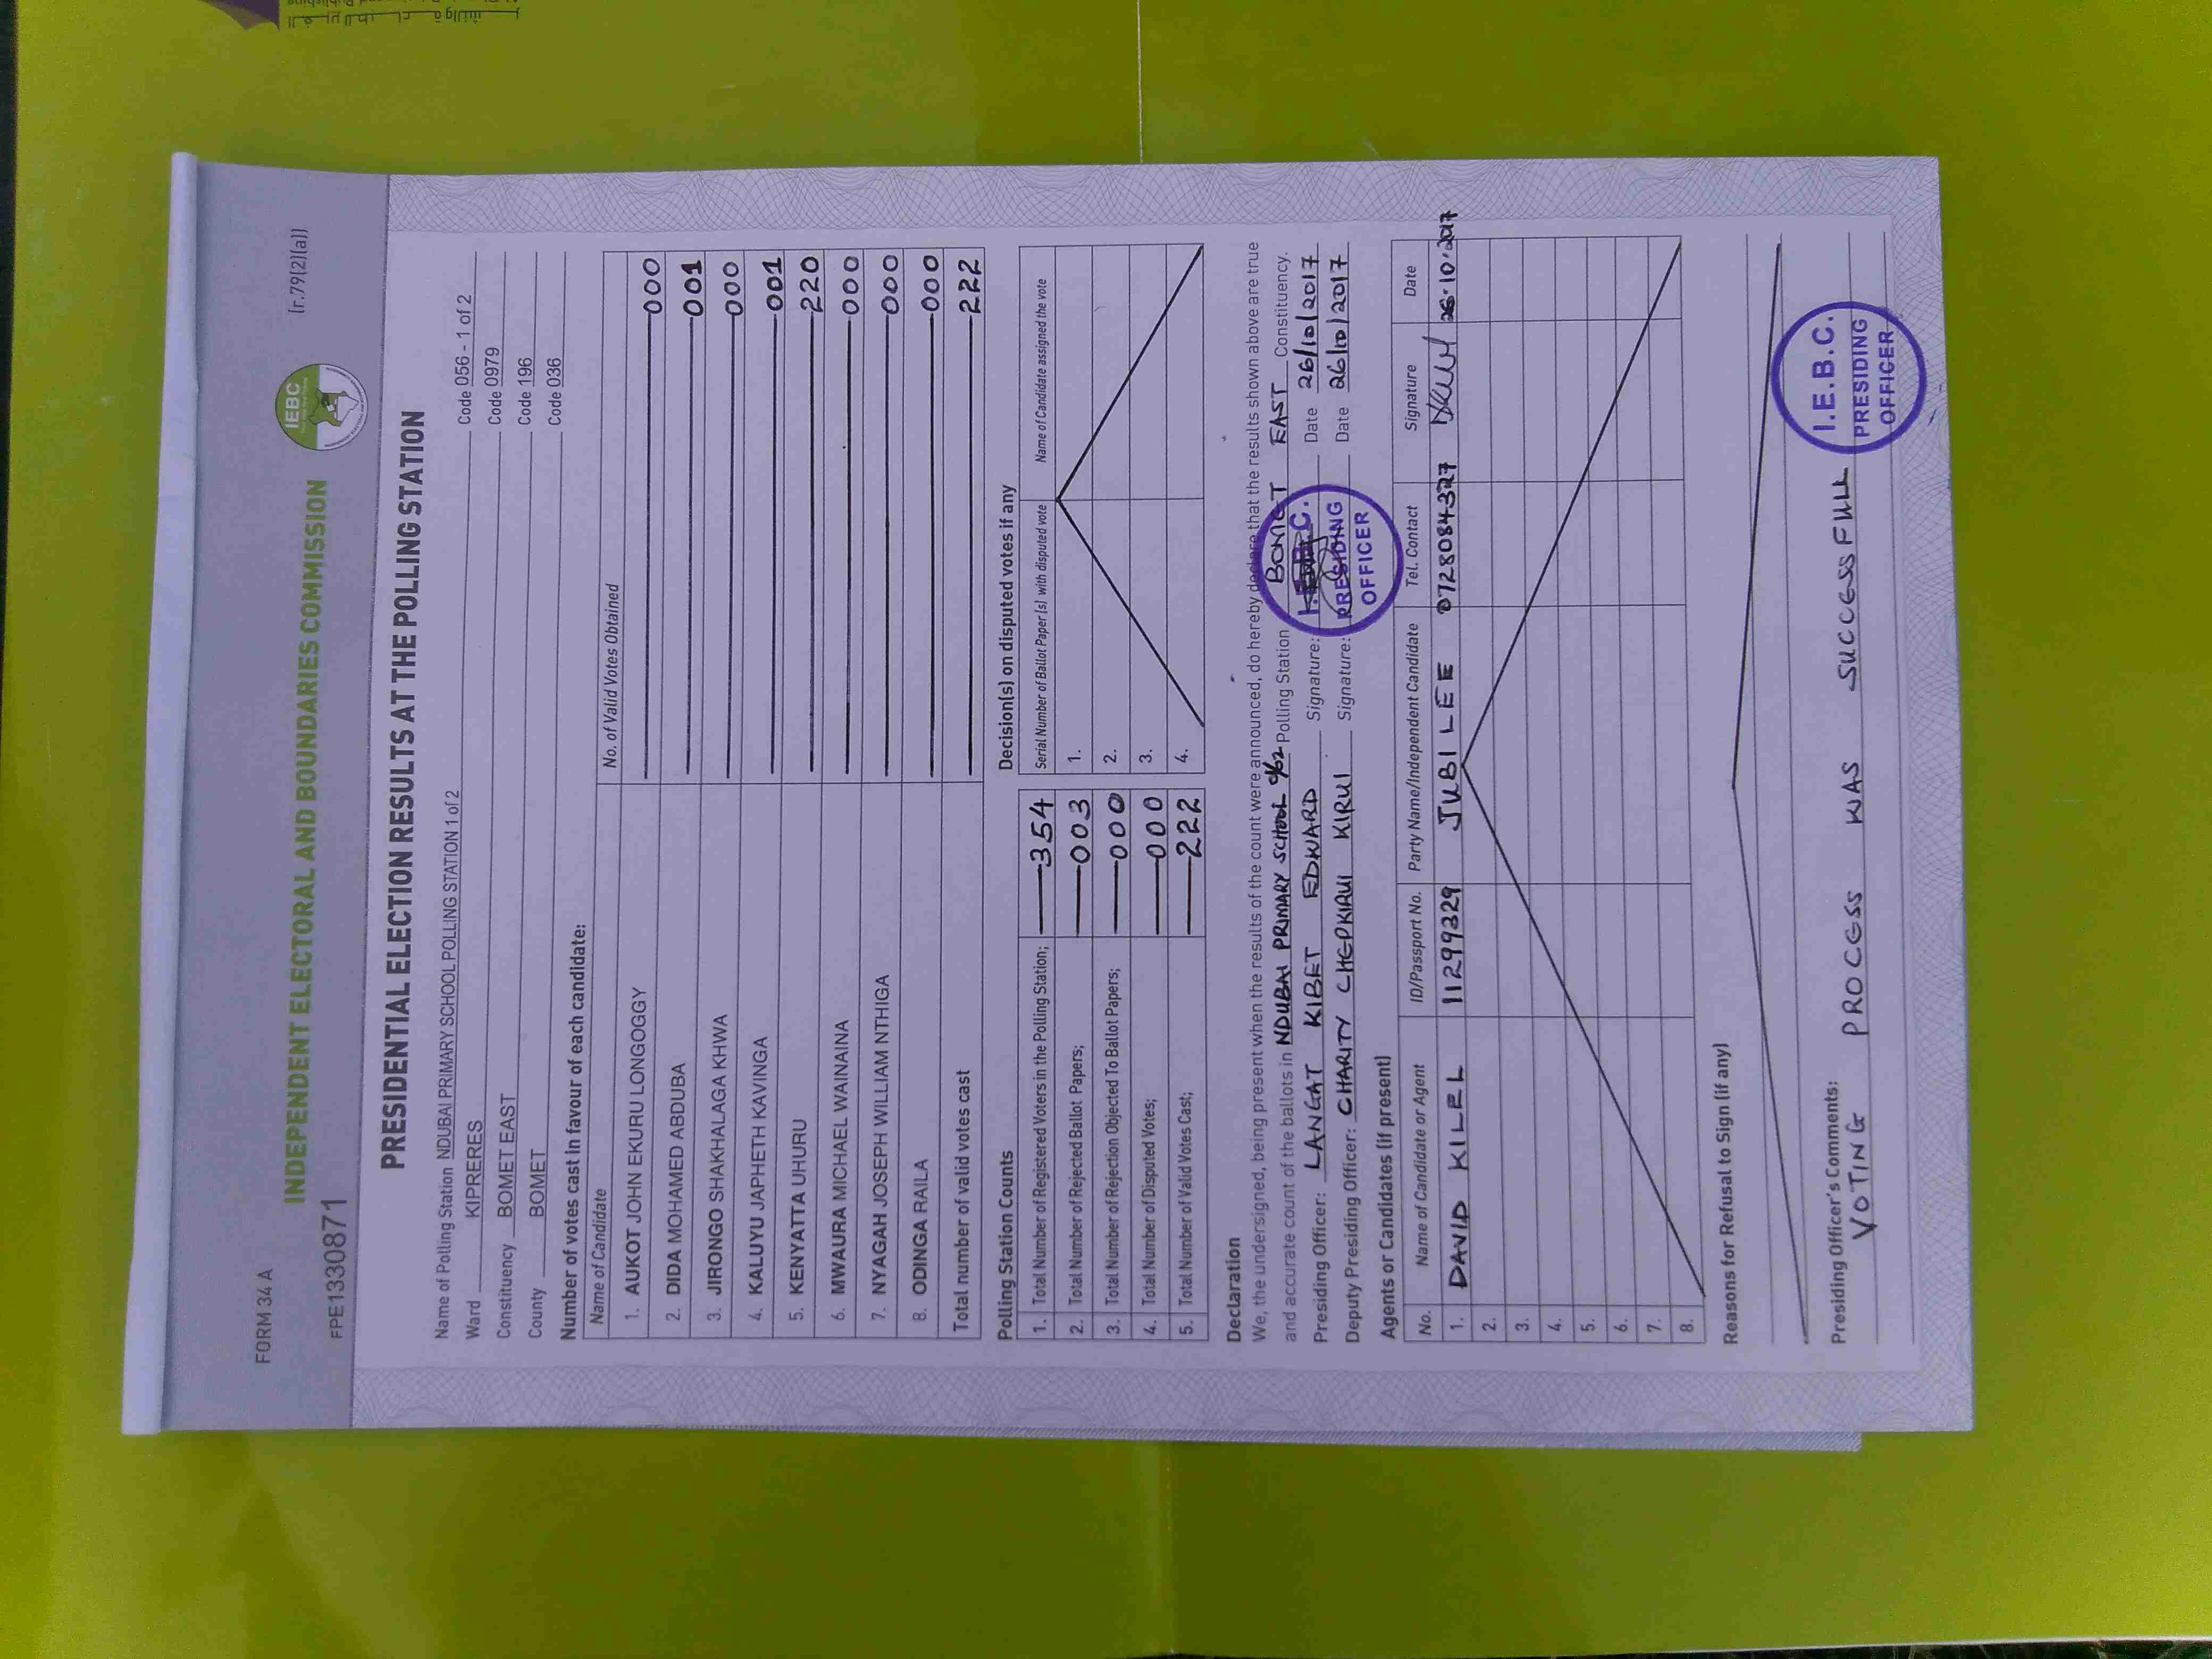 FORM 34 A
[r.79(2)(a)]
INDEPENDENT ELECTORAL AND BOUNDARIES COMMISSION
IEBC
FPE1330871
PRESIDENTIAL ELECTION RESULTS AT THE POLLING STATION
Name of Polling Station NDUBAI PRIMARY SCHOOL POLLING STATION 1 of 2 Code 056 - 1 of 2
Ward KIPRERES Code 0979
Constituency BOMET EAST Code 196
County BOMET Code 036
Number of votes cast in favour of each candidate:
Name of Candidate No. of Valid Votes Obtained
1. AUKOT JOHN EKURU LONGOGGY 000
2. DIDA MOHAMED ABDUBA 001
3. JIRONGO SHAKHALAGA KHWA 000
4. KALUYU JAPHETH KAVINGA 001
5. KENYATTA UHURU 220
6. MWAURA MICHAEL WAINAINA 000
7. NYAGAH JOSEPH WILLIAM NTHIGA 000
8. ODINGA RAILA 000
Total number of valid votes cast 222
Polling Station Counts
1. Total Number of Registered Voters in the Polling Station; 354
2. Total Number of Rejected Ballot Papers; 003
3. Total Number of Rejection Objected To Ballot Papers; 000
4. Total Number of Disputed Votes; 000
5. Total Number of Valid Votes Cast; 222
Decision(s) on disputed votes if any
Serial Number of Ballot Paper (s) with disputed vote Name of Candidate assigned the vote
1.
2.
3.
4.
Declaration
We, the undersigned, being present when the results of the count were announced, do hereby declare that the results shown above are true
and accurate count of the ballots in NDUBAI PRIMARY SCHOOL Polling Station BOMET EAST Constituency.
Presiding Officer: LANGAT KIBET EDWARD Signature: Date 26/10/2017
Deputy Presiding Officer: CHARITY CHEPKIRUI KIRUI Signature: Date 26/10/2017
I.E.B.C.
PRESIDING
OFFICER
Agents or Candidates (if present)
No. Name of Candidate or Agent ID/Passport No. Party Name/Independent Candidate Tel. Contact Signature Date
1. DAVID KILEL 11299329 JUBILEE 0728084327 26.10.2017
2.
3.
4.
5.
6.
7.
8.
Reasons for Refusal to Sign (if any)
Presiding Officer's Comments:
VOTING PROCESS WAS SUCCESSFULL
I.E.B.C.
PRESIDING
OFFICER